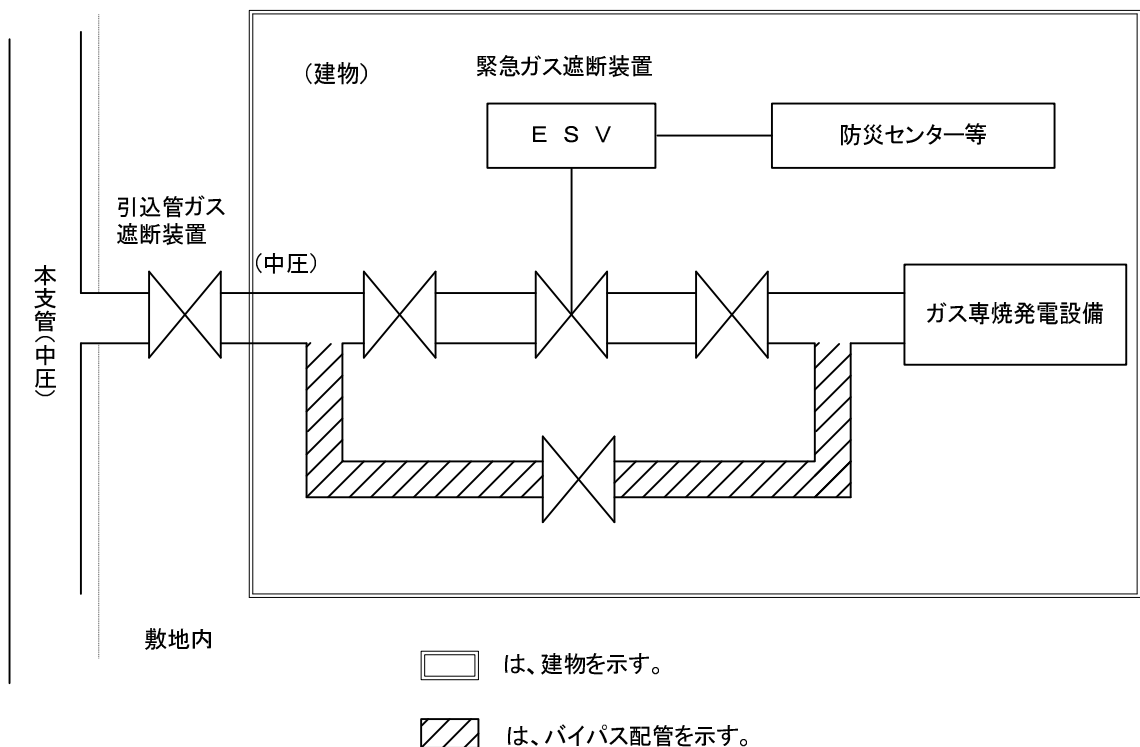 (建物)
緊急ガス遮断装置
E S V
防災センター等
引込管ガス
遮断装置
(中圧)
本支管(中圧)
ガス専焼発電設備
敷地内
は、建物を示す。
は、バイパス配管を示す。